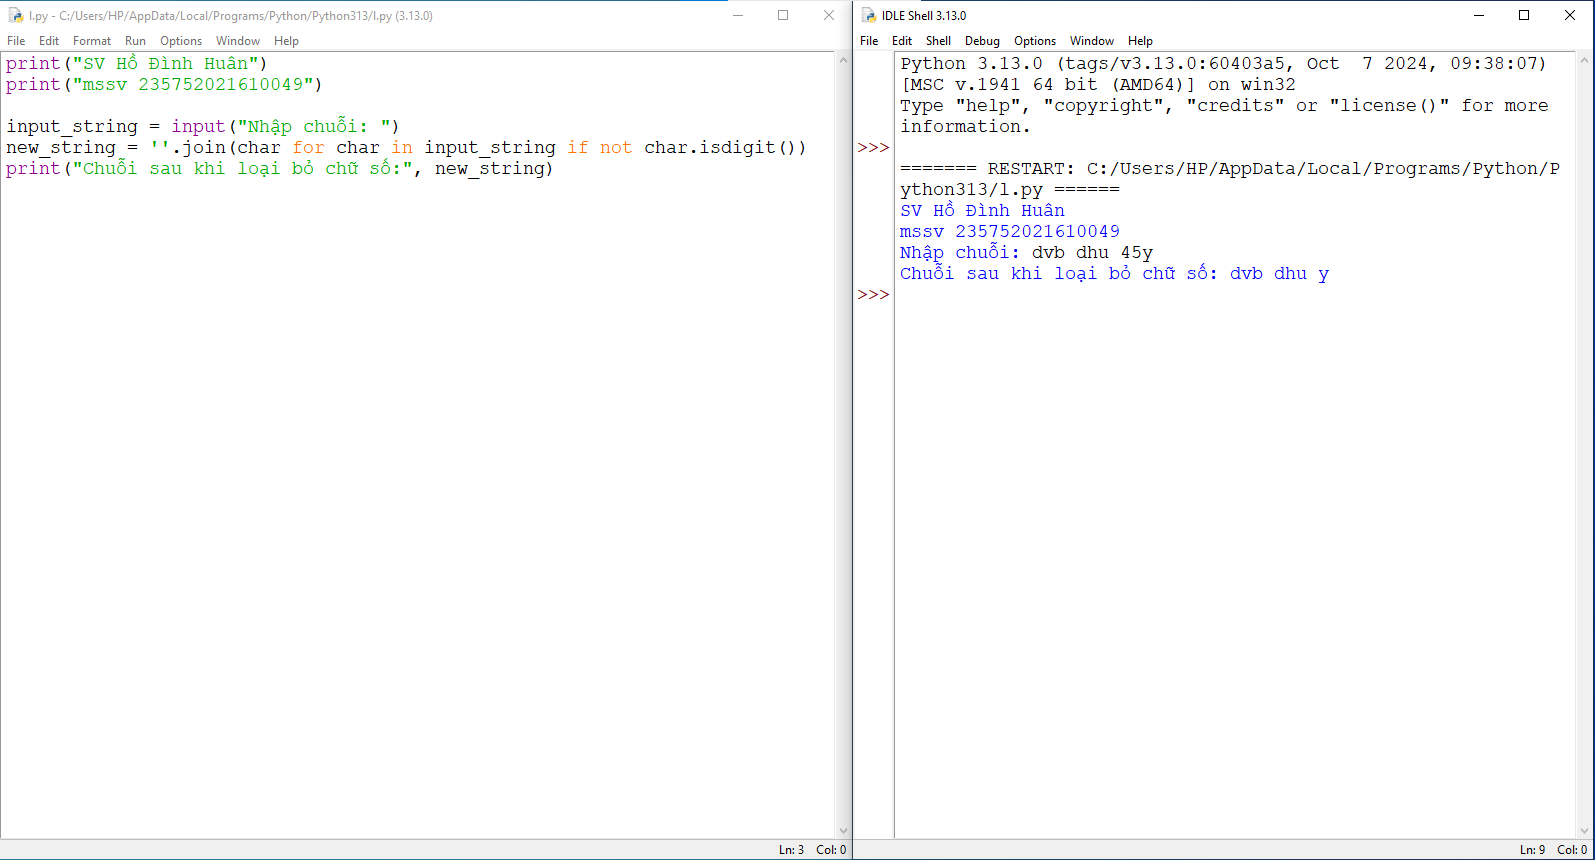 l.py - C:/Users/HP/AppData/Local/Programs/Python/Python313/l.py (3.13.0)
File Edit Format Run Options Window Help
print("SV Hồ Đình Huân")
print("mssv 235752021610049")
input_string = input("Nhập chuỗi: ")
new_string = ''.join(char for char in input_string if not char.isdigit())
print("Chuỗi sau khi loại bỏ chữ số:", new_string)
Ln: 3 Col: 0
IDLE Shell 3.13.0
File Edit Shell Debug Options Window Help
Python 3.13.0 (tags/v3.13.0:60403a5, Oct  7 2024, 09:38:07)
[MSC v.1941 64 bit (AMD64)] on win32
Type "help", "copyright", "credits" or "license()" for more
information.
>>>
======= RESTART: C:/Users/HP/AppData/Local/Programs/Python/P
ython313/l.py ======
SV Hồ Đình Huân
mssv 235752021610049
Nhập chuỗi: dvb dhu 45y
Chuỗi sau khi loại bỏ chữ số: dvb dhu y
>>>
Ln: 9 Col: 0